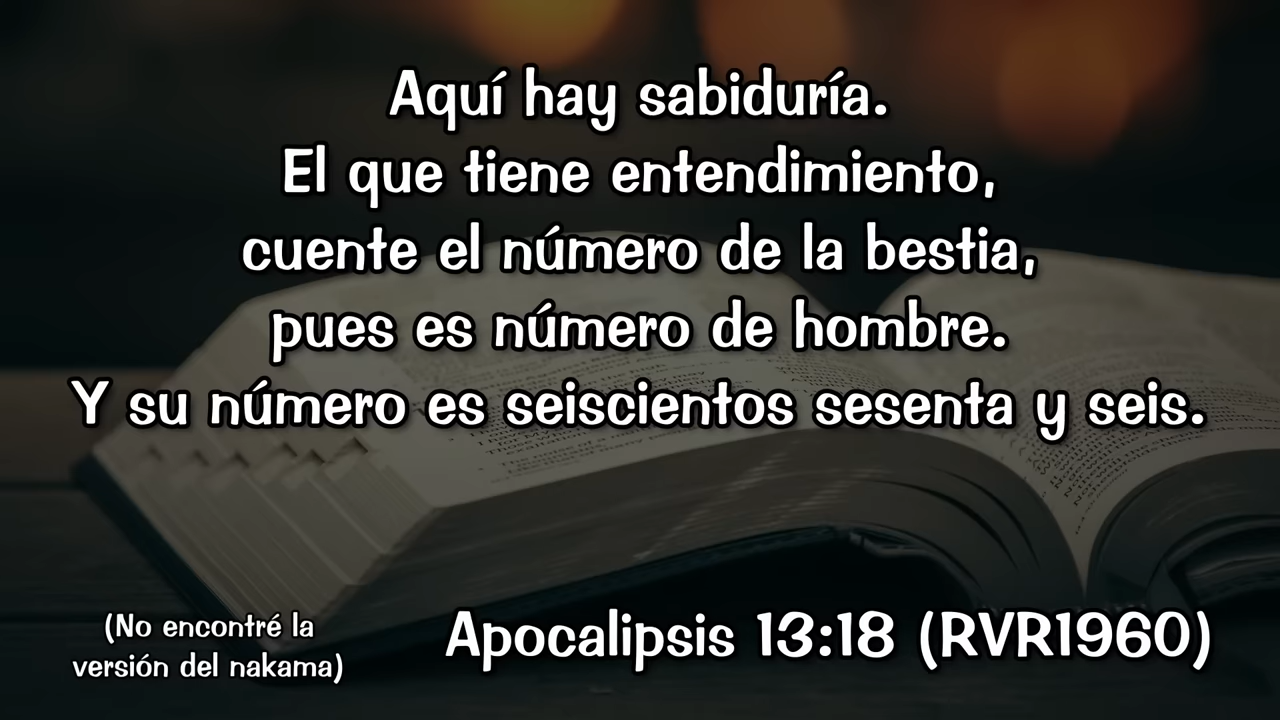 Aquí hay sabiduría.
El que tiene entendimiento,
cuente el número de la bestia,
pues es número de hombre.
Y su número es seiscientos sesenta y seis.
(No encontré la
versión del nakama)
Apocalipsis 13:18 (RVR1960)